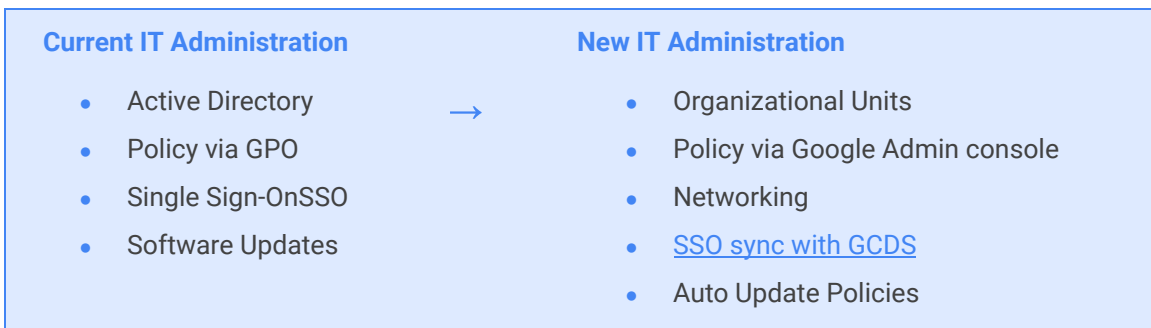 Current IT Administration
● Active Directory
● Policy via GPO
● Single Sign-OnSSO
● Software Updates
→
New IT Administration
● Organizational Units
● Policy via Google Admin console
● Networking
● SSO sync with GCDS
● Auto Update Policies